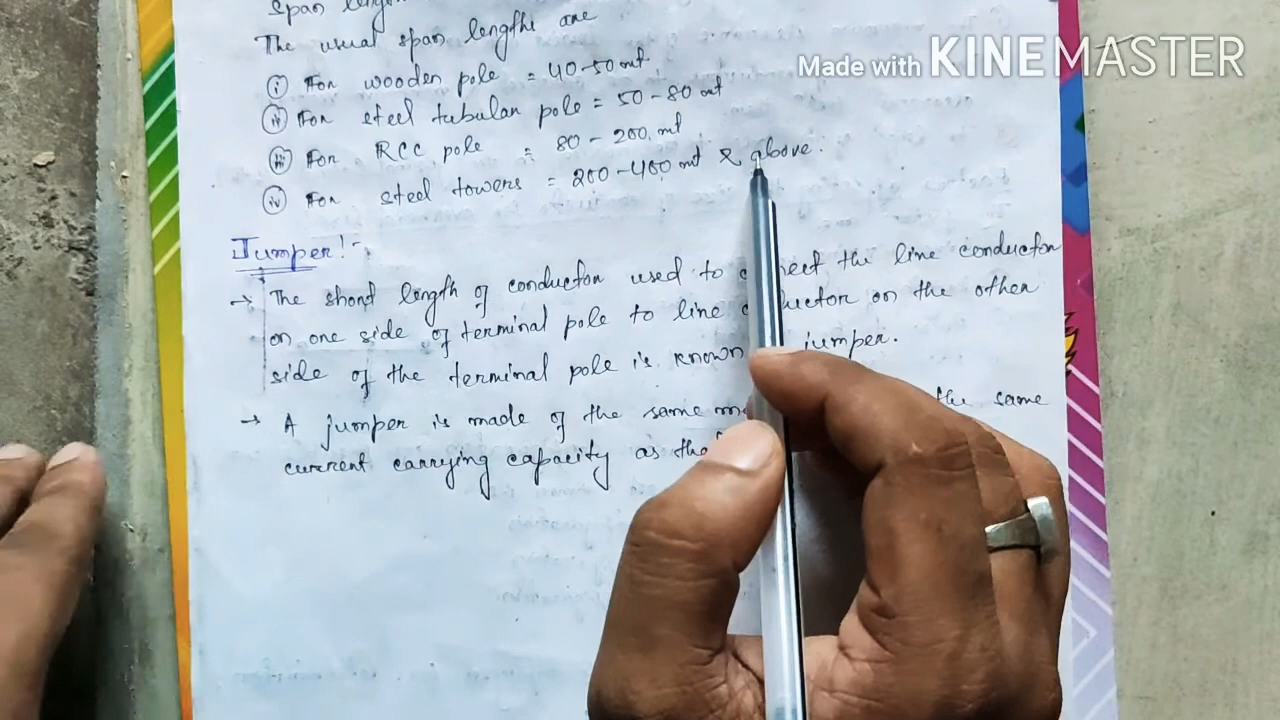 Span
The usual span lengths are
Made with KINEMASTER
(i) For wooden pole = 40-50 mt
(ii) For steel tubular pole = 50-80 mt
(iii) For RCC pole = 80-200 mt
(iv) For steel towers = 200-400 mt & above.
Jumper:-
→ The short length of conductor used to the line conductor
on one side of terminal pole to line on the other
side of the terminal pole is known jumper.
→ A jumper is made of the same the same
current carrying capacity as